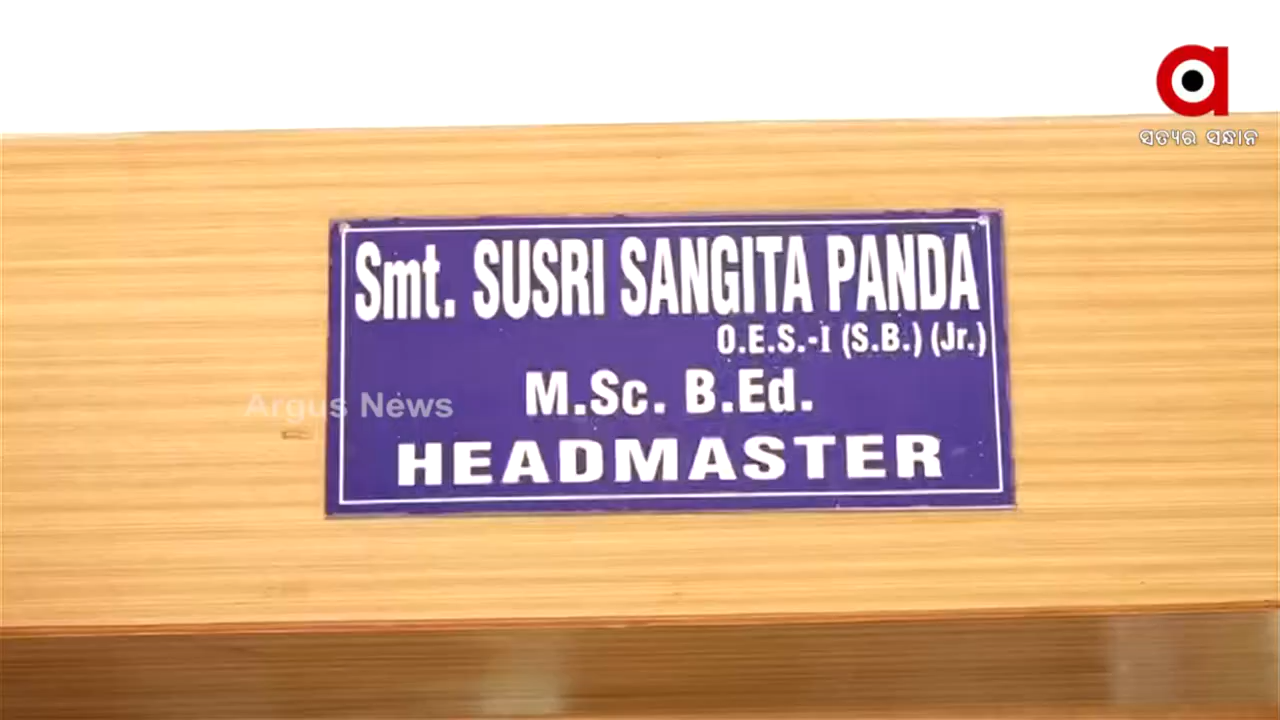 ସତ୍ୟର ସନ୍ଧାନ
Smt. SUSRI SANGITA PANDA
O.E.S.-I (S.B.) (Jr.)
M.Sc. B.Ed.
Argus News
HEADMASTER